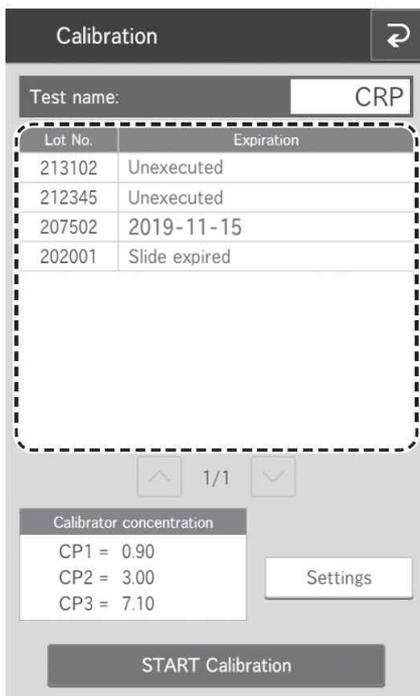 Calibration
Test name: CRP
Lot No. Expiration
213102 Unexecuted
212345 Unexecuted
207502 2019-11-15
202001 Slide expired
1/1
Calibrator concentration
CP1 = 0.90
CP2 = 3.00
CP3 = 7.10
Settings
START Calibration